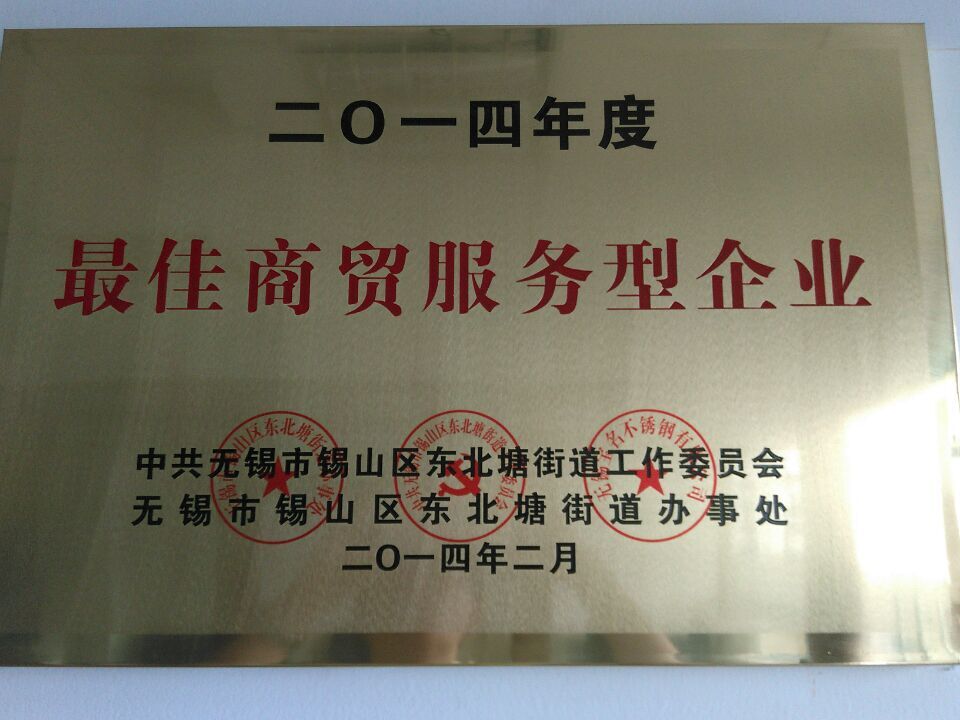 二〇一四年度
最佳商贸服务型企业
中共无锡市锡山区东北塘街道工作委员会
无锡市锡山区东北塘街道办事处
二〇一四年二月